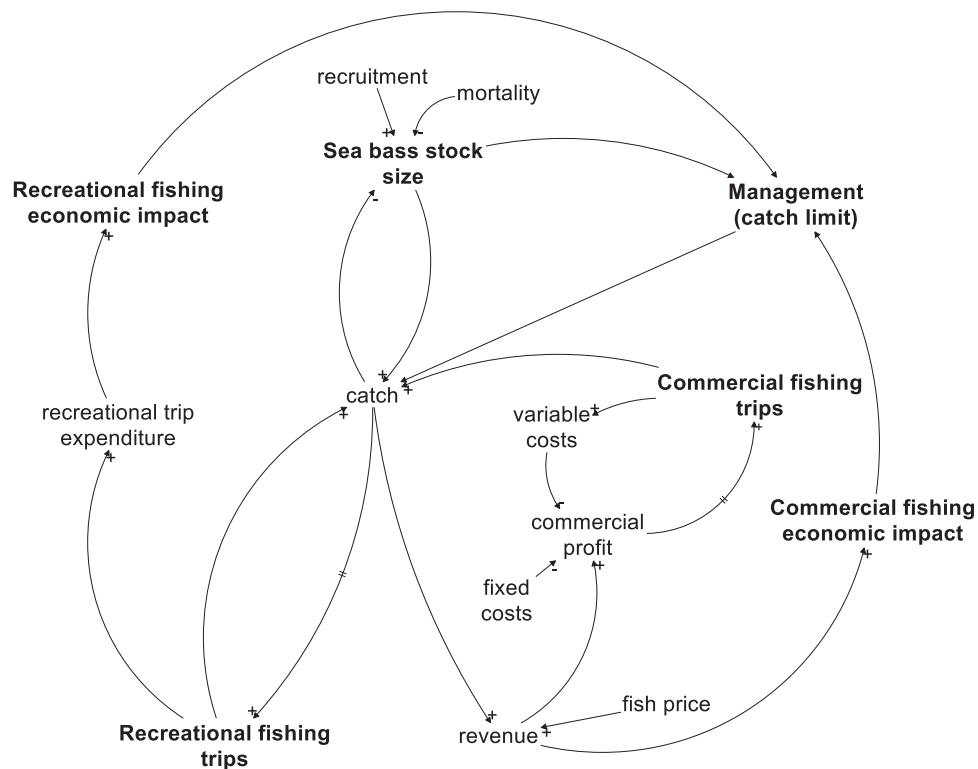 recruitment
mortality
Sea bass stock
size
Recreational fishing
economic impact
Management
(catch limit)
catch
Commercial fishing
trips
recreational trip
expenditure
variable
costs
commercial
profit
Commercial fishing
economic impact
fixed
costs
fish price
Recreational fishing
trips
revenue